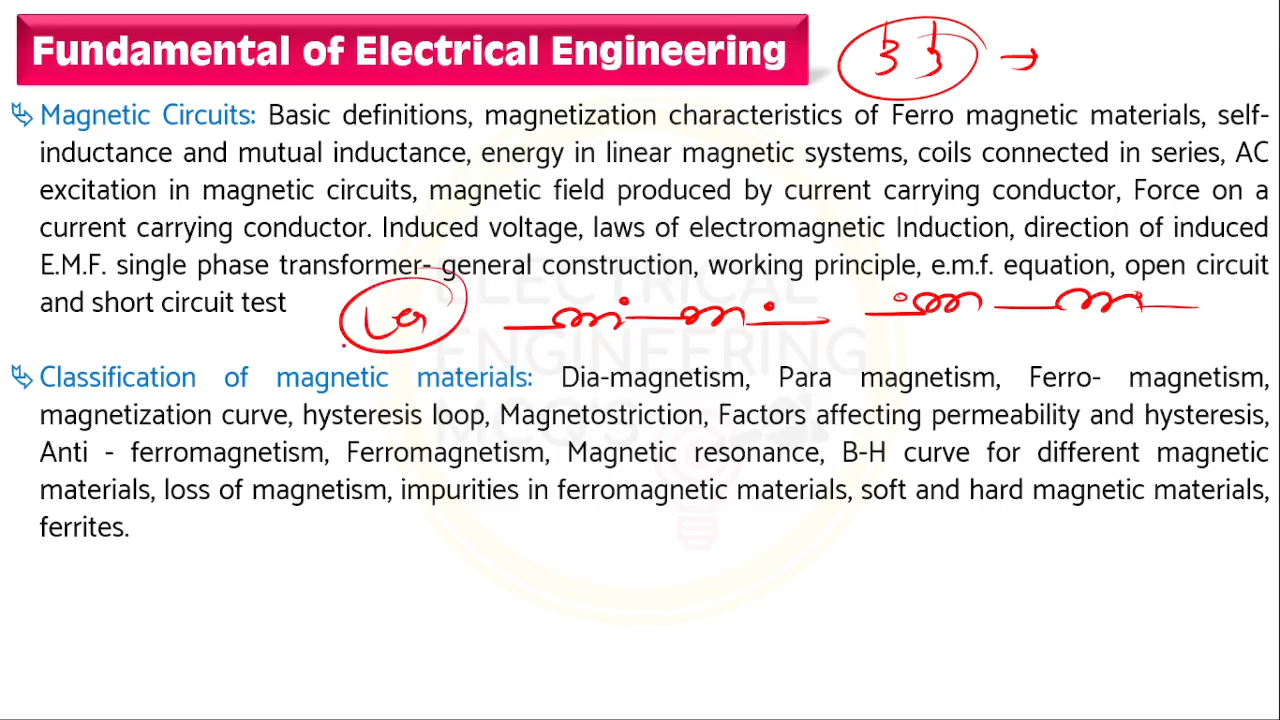 Fundamental of Electrical Engineering
Magnetic Circuits: Basic definitions, magnetization characteristics of Ferro magnetic materials, self-
inductance and mutual inductance, energy in linear magnetic systems, coils connected in series, AC
excitation in magnetic circuits, magnetic field produced by current carrying conductor, Force on a
current carrying conductor. Induced voltage, laws of electromagnetic Induction, direction of induced
E.M.F. single phase transformer- general construction, working principle, e.m.f. equation, open circuit
and short circuit test
Classification of magnetic materials: Dia-magnetism, Para magnetism, Ferro- magnetism,
magnetization curve, hysteresis loop, Magnetostriction, Factors affecting permeability and hysteresis,
Anti - ferromagnetism, Ferromagnetism, Magnetic resonance, B-H curve for different magnetic
materials, loss of magnetism, impurities in ferromagnetic materials, soft and hard magnetic materials,
ferrites.
ELECTRICAL
ENGINEERING
MCQ'S